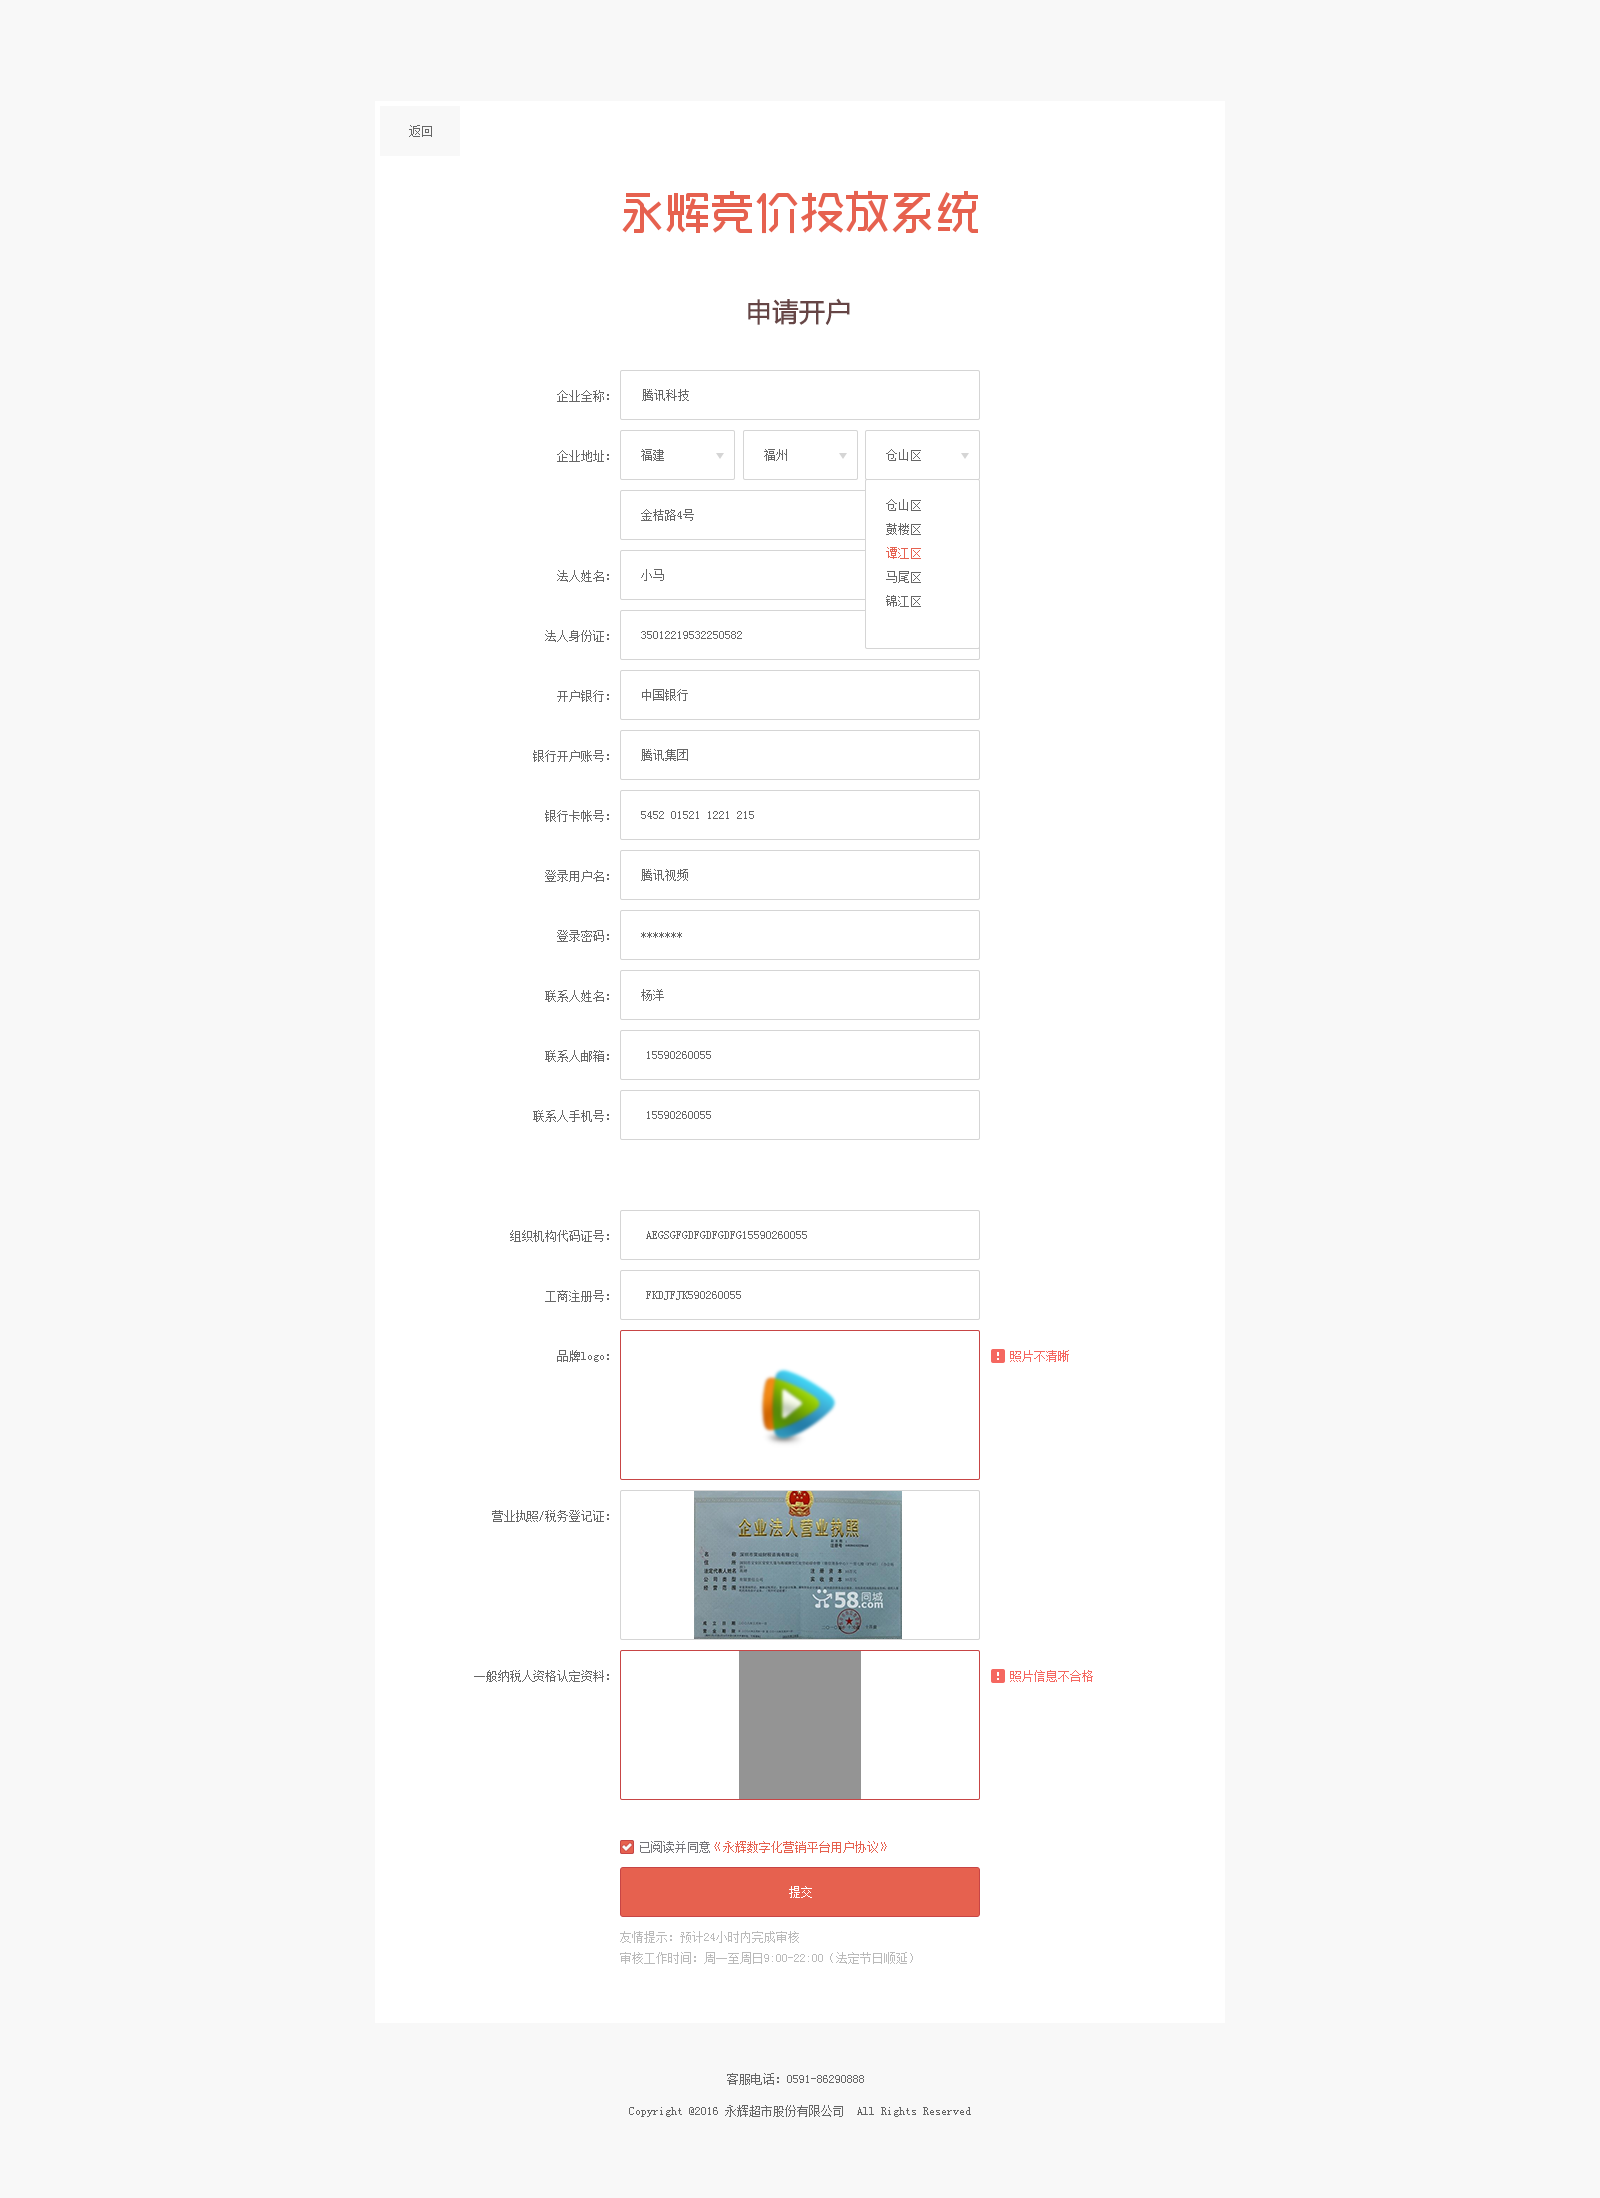 返回
永辉竞价投放系统
申请开户
企业全称: 腾讯科技
企业地址: 福建 福州 仓山区
仓山区
鼓楼区
谭江区
马尾区
锦江区
金桔路4号
法人姓名: 小马
法人身份证: 35012219532250582
开户银行: 中国银行
银行开户账号: 腾讯集团
银行卡帐号: 5452 01521 1221 215
登录用户名: 腾讯视频
登录密码: *******
联系人姓名: 杨洋
联系人邮箱: 15590260055
联系人手机号: 15590260055
组织机构代码证号: AEGSGFGDFGDFGDFG15590260055
工商注册号: FKDJFJK590260055
品牌logo: 照片不清晰
营业执照/税务登记证:
企业法人营业执照
58同城
.com
一般纳税人资格认定资料: 照片信息不合格
已阅读并同意《永辉数字化营销平台用户协议》
提交
友情提示: 预计24小时内完成审核
审核工作时间: 周一至周日9:00-22:00（法定节日顺延）
客服电话: 0591-86290888
Copyright @2016 永辉超市股份有限公司 All Rights Reserved